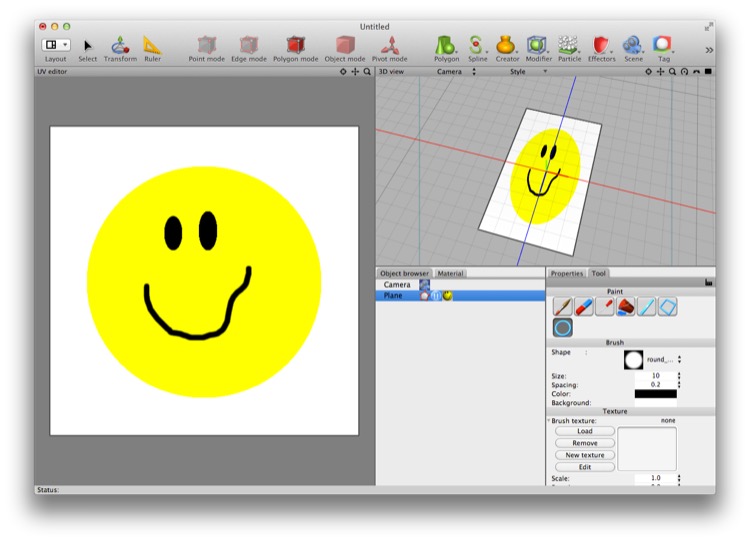 Untitled
Layout Select Transform Ruler Point mode Edge mode Polygon mode Object mode Pivot mode Polygon Spline Creator Modifier Particle Effectors Scene Tag
UV editor
3D view Camera Style
Object browser Material
Camera
Plane
Properties Tool
Paint
Brush
Shape : round_...
Size: 10
Spacing: 0.2
Color:
Background:
Texture
Brush texture: none
Load
Remove
New texture
Edit
Scale: 1.0
Status: